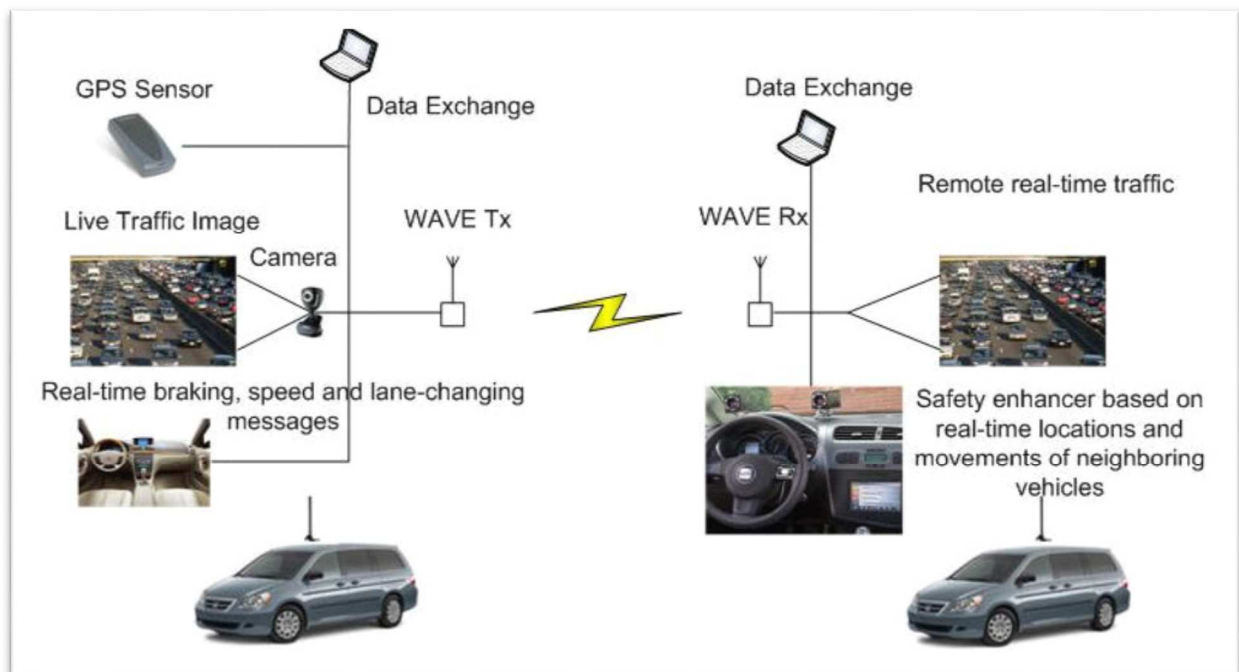 GPS Sensor
Data Exchange
Live Traffic Image
WAVE Tx
Camera
Real-time braking, speed and lane-changing
messages
Data Exchange
WAVE Rx
Remote real-time traffic
Safety enhancer based on
real-time locations and
movements of neighboring
vehicles